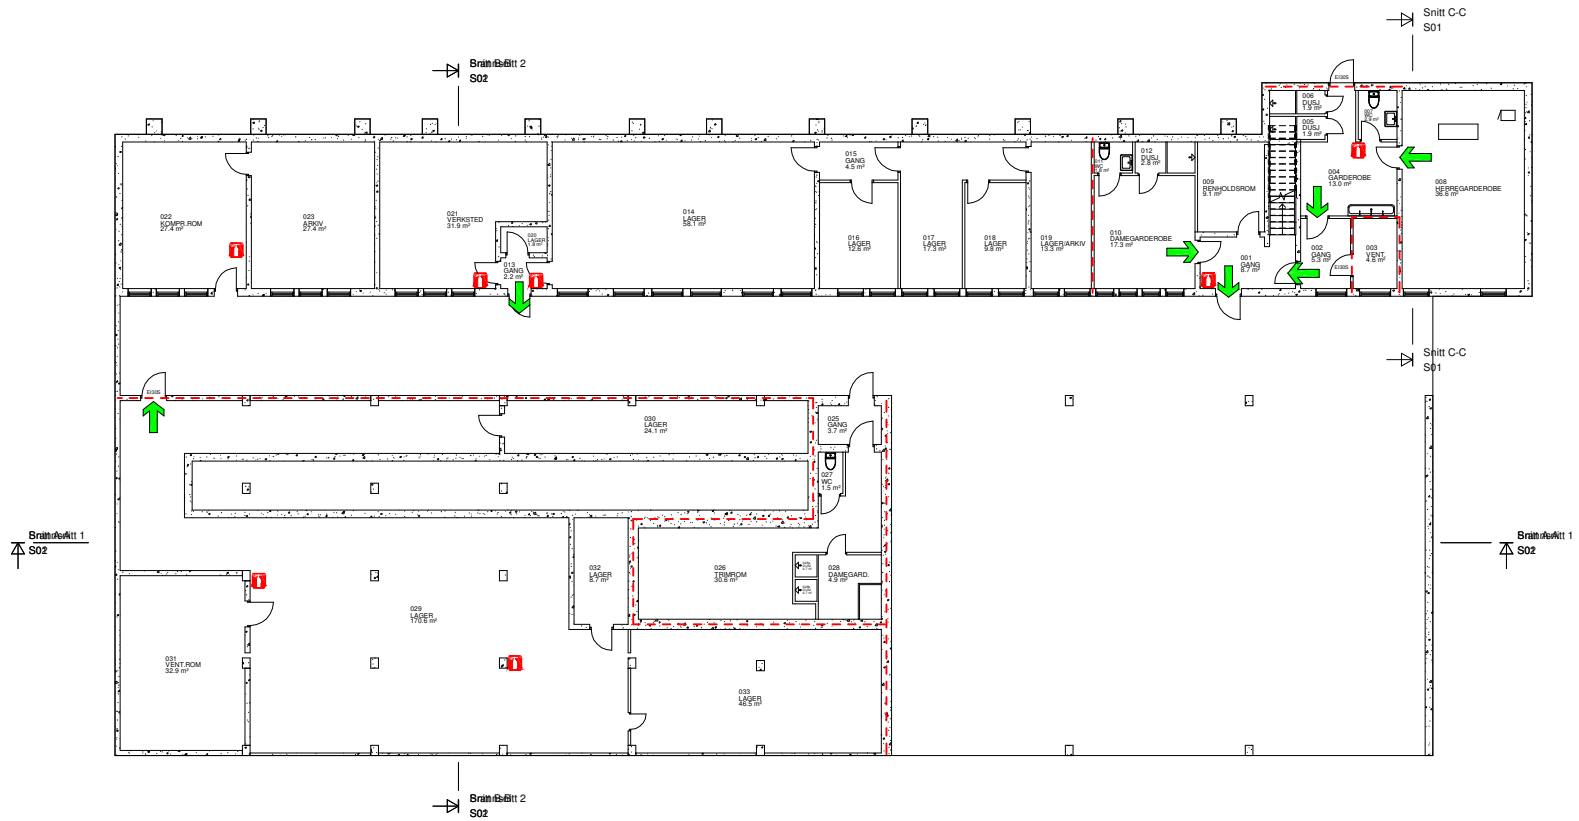 Snitt C-C
S01
EI30S
006
DUSJ
1.9 m²
005
DUSJ
1.9 m²
004
GARDEROBE
13.0 m²
008
HERREGARDEROBE
36.6 m²
015
GANG
4.5 m²
012
DUSJ
2.8 m²
009
RENHOLDSROM
9.1 m²
022
KOMPR.ROM
27.4 m²
023
ARKIV
27.4 m²
021
VERKSTED
31.9 m²
014
LAGER
58.1 m²
020
LAGER
1.8 m²
013
GANG
2.2 m²
016
LAGER
12.6 m²
017
LAGER
17.3 m²
018
LAGER
9.8 m²
019
LAGER/ARKIV
13.3 m²
010
DAMEGARDEROBE
17.3 m²
001
GANG
8.7 m²
002
GANG
5.3 m²
EI30S
003
VENT.
4.6 m²
Snitt C-C
S01
EI30S
030
LAGER
24.1 m²
025
GANG
3.7 m²
027
WC
1.5 m²
032
LAGER
8.7 m²
026
TRIMROM
30.6 m²
028
DAMEGARD.
4.9 m²
029
LAGER
170.6 m²
031
VENT.ROM
32.9 m²
033
LAGER
46.5 m²